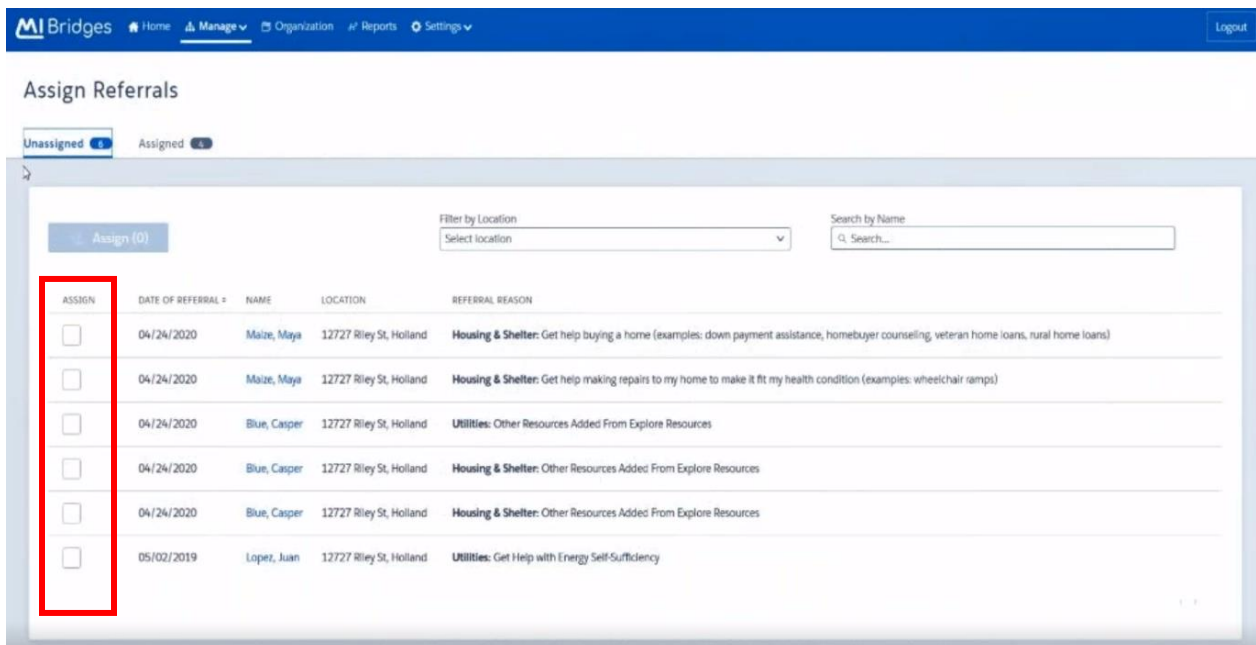 MI Bridges Home Manage Organization Reports Settings Logout
Assign Referrals
Unassigned 6 Assigned 4
Filter by Location Search by Name
Assign (0) Select location Search...
ASSIGN DATE OF REFERRAL NAME LOCATION REFERRAL REASON
04/24/2020 Maize, Maya 12727 Riley St, Holland Housing & Shelter: Get help buying a home (examples: down payment assistance, homebuyer counseling, veteran home loans, rural home loans)
04/24/2020 Maize, Maya 12727 Riley St, Holland Housing & Shelter: Get help making repairs to my home to make it fit my health condition (examples: wheelchair ramps)
04/24/2020 Blue, Casper 12727 Riley St, Holland Utilities: Other Resources Added From Explore Resources
04/24/2020 Blue, Casper 12727 Riley St, Holland Housing & Shelter: Other Resources Added From Explore Resources
04/24/2020 Blue, Casper 12727 Riley St, Holland Housing & Shelter: Other Resources Added From Explore Resources
05/02/2019 Lopez, Juan 12727 Riley St, Holland Utilities: Get Help with Energy Self-Sufficiency